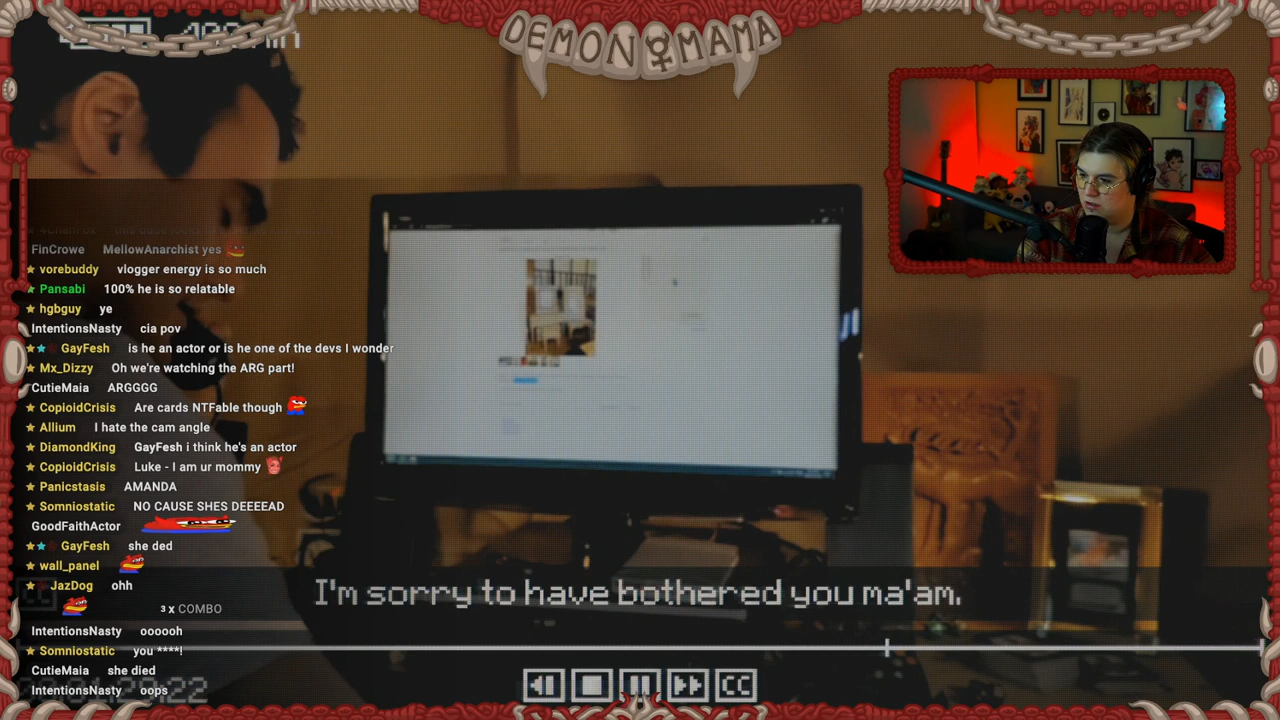 DEMON MAMA
FinCrowe MellowAnarchist yes
vorebuddy vlogger energy is so much
Pansabi 100% he is so relatable
hgbguy ye
IntentionsNasty cia pov
GayFesh is he an actor or is he one of the devs I wonder
Mx_Dizzy Oh we're watching the ARG part!
CutieMaia ARGGGG
CopioidCrisis Are cards NTFable though
Allium I hate the cam angle
DiamondKing GayFesh i think he's an actor
CopioidCrisis Luke - I am ur mommy
Panicstasis AMANDA
Somniostatic NO CAUSE SHES DEEEEAD
GoodFaithActor
GayFesh she ded
wall_panel
JazDog ohh
3 x COMBO
IntentionsNasty oooooh
Somniostatic you ****!
CutieMaia she died
IntentionsNasty oops
I'm sorry to have bothered you ma'am.
CC